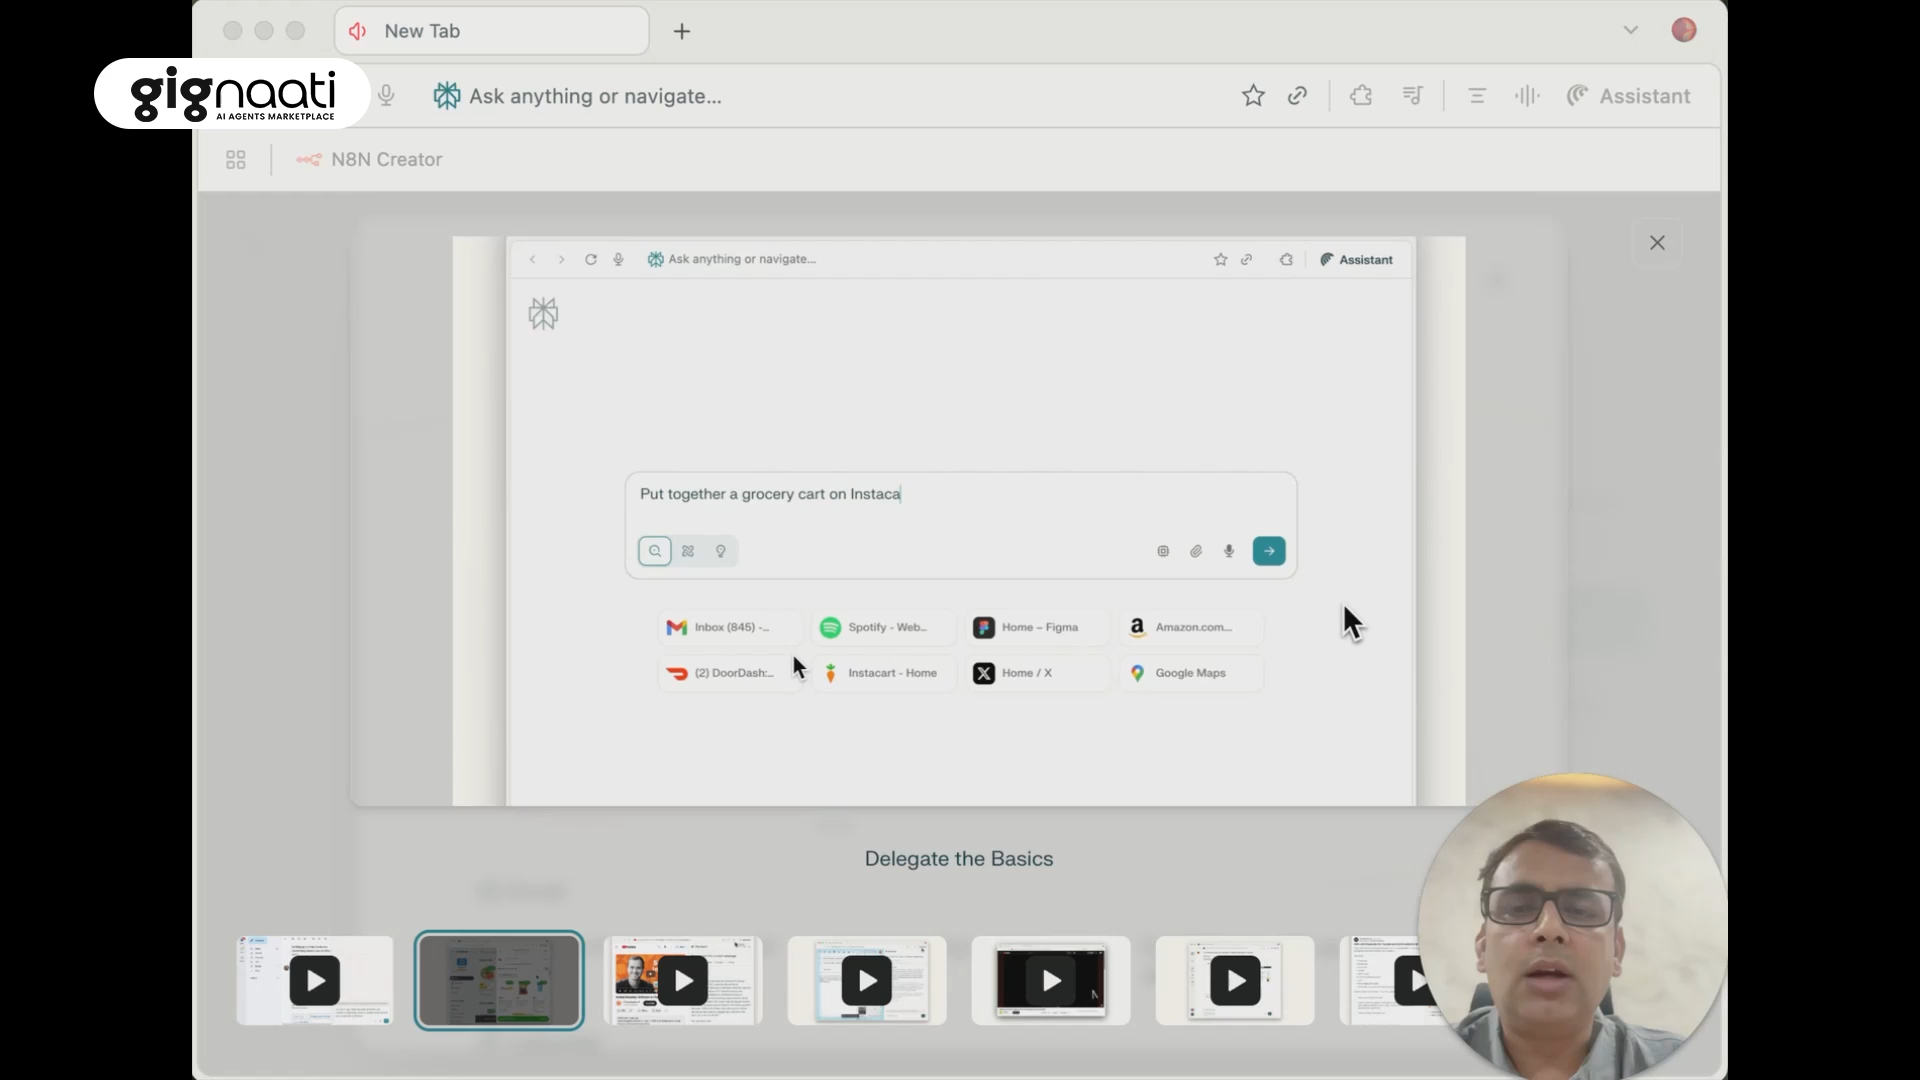 New Tab
gignaati
AI AGENTS MARKETPLACE
Ask anything or navigate...
Assistant
N8N Creator
Ask anything or navigate...
Assistant
Put together a grocery cart on Instaca
Inbox (845) -...
Spotify - Web...
Home – Figma
Amazon.com...
(2) DoorDash:...
Instacart - Home
Home / X
Google Maps
Delegate the Basics